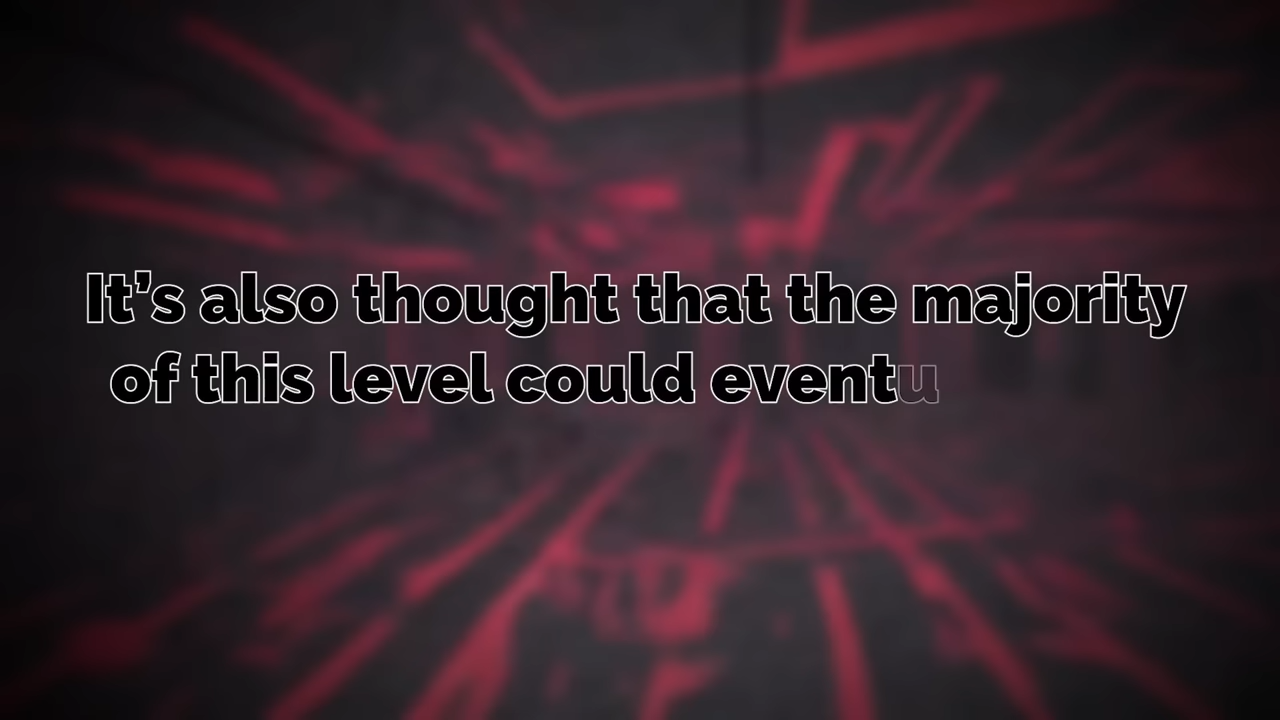 It’s also thought that the majority
of this level could eventu